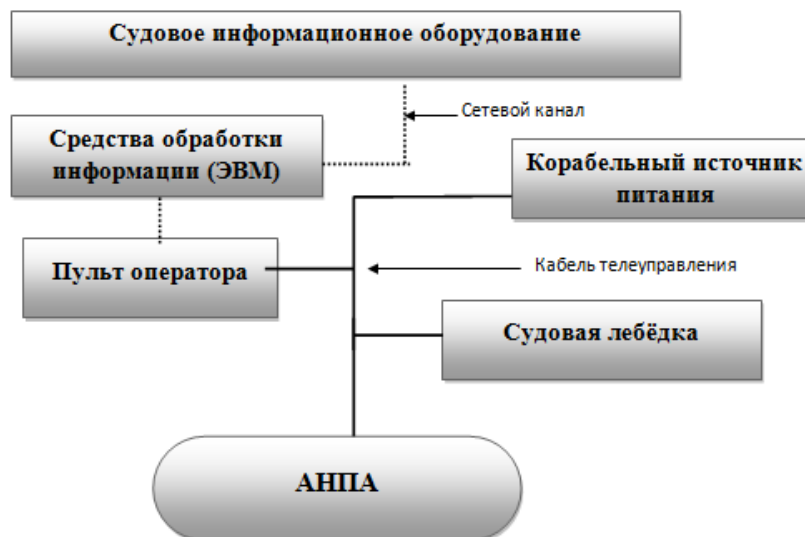 Судовое информационное оборудование
Сетевой канал
Средства обработки
информации (ЭВМ)
Корабельный источник
питания
Пульт оператора
Кабель телеуправления
Судовая лебёдка
АНПА